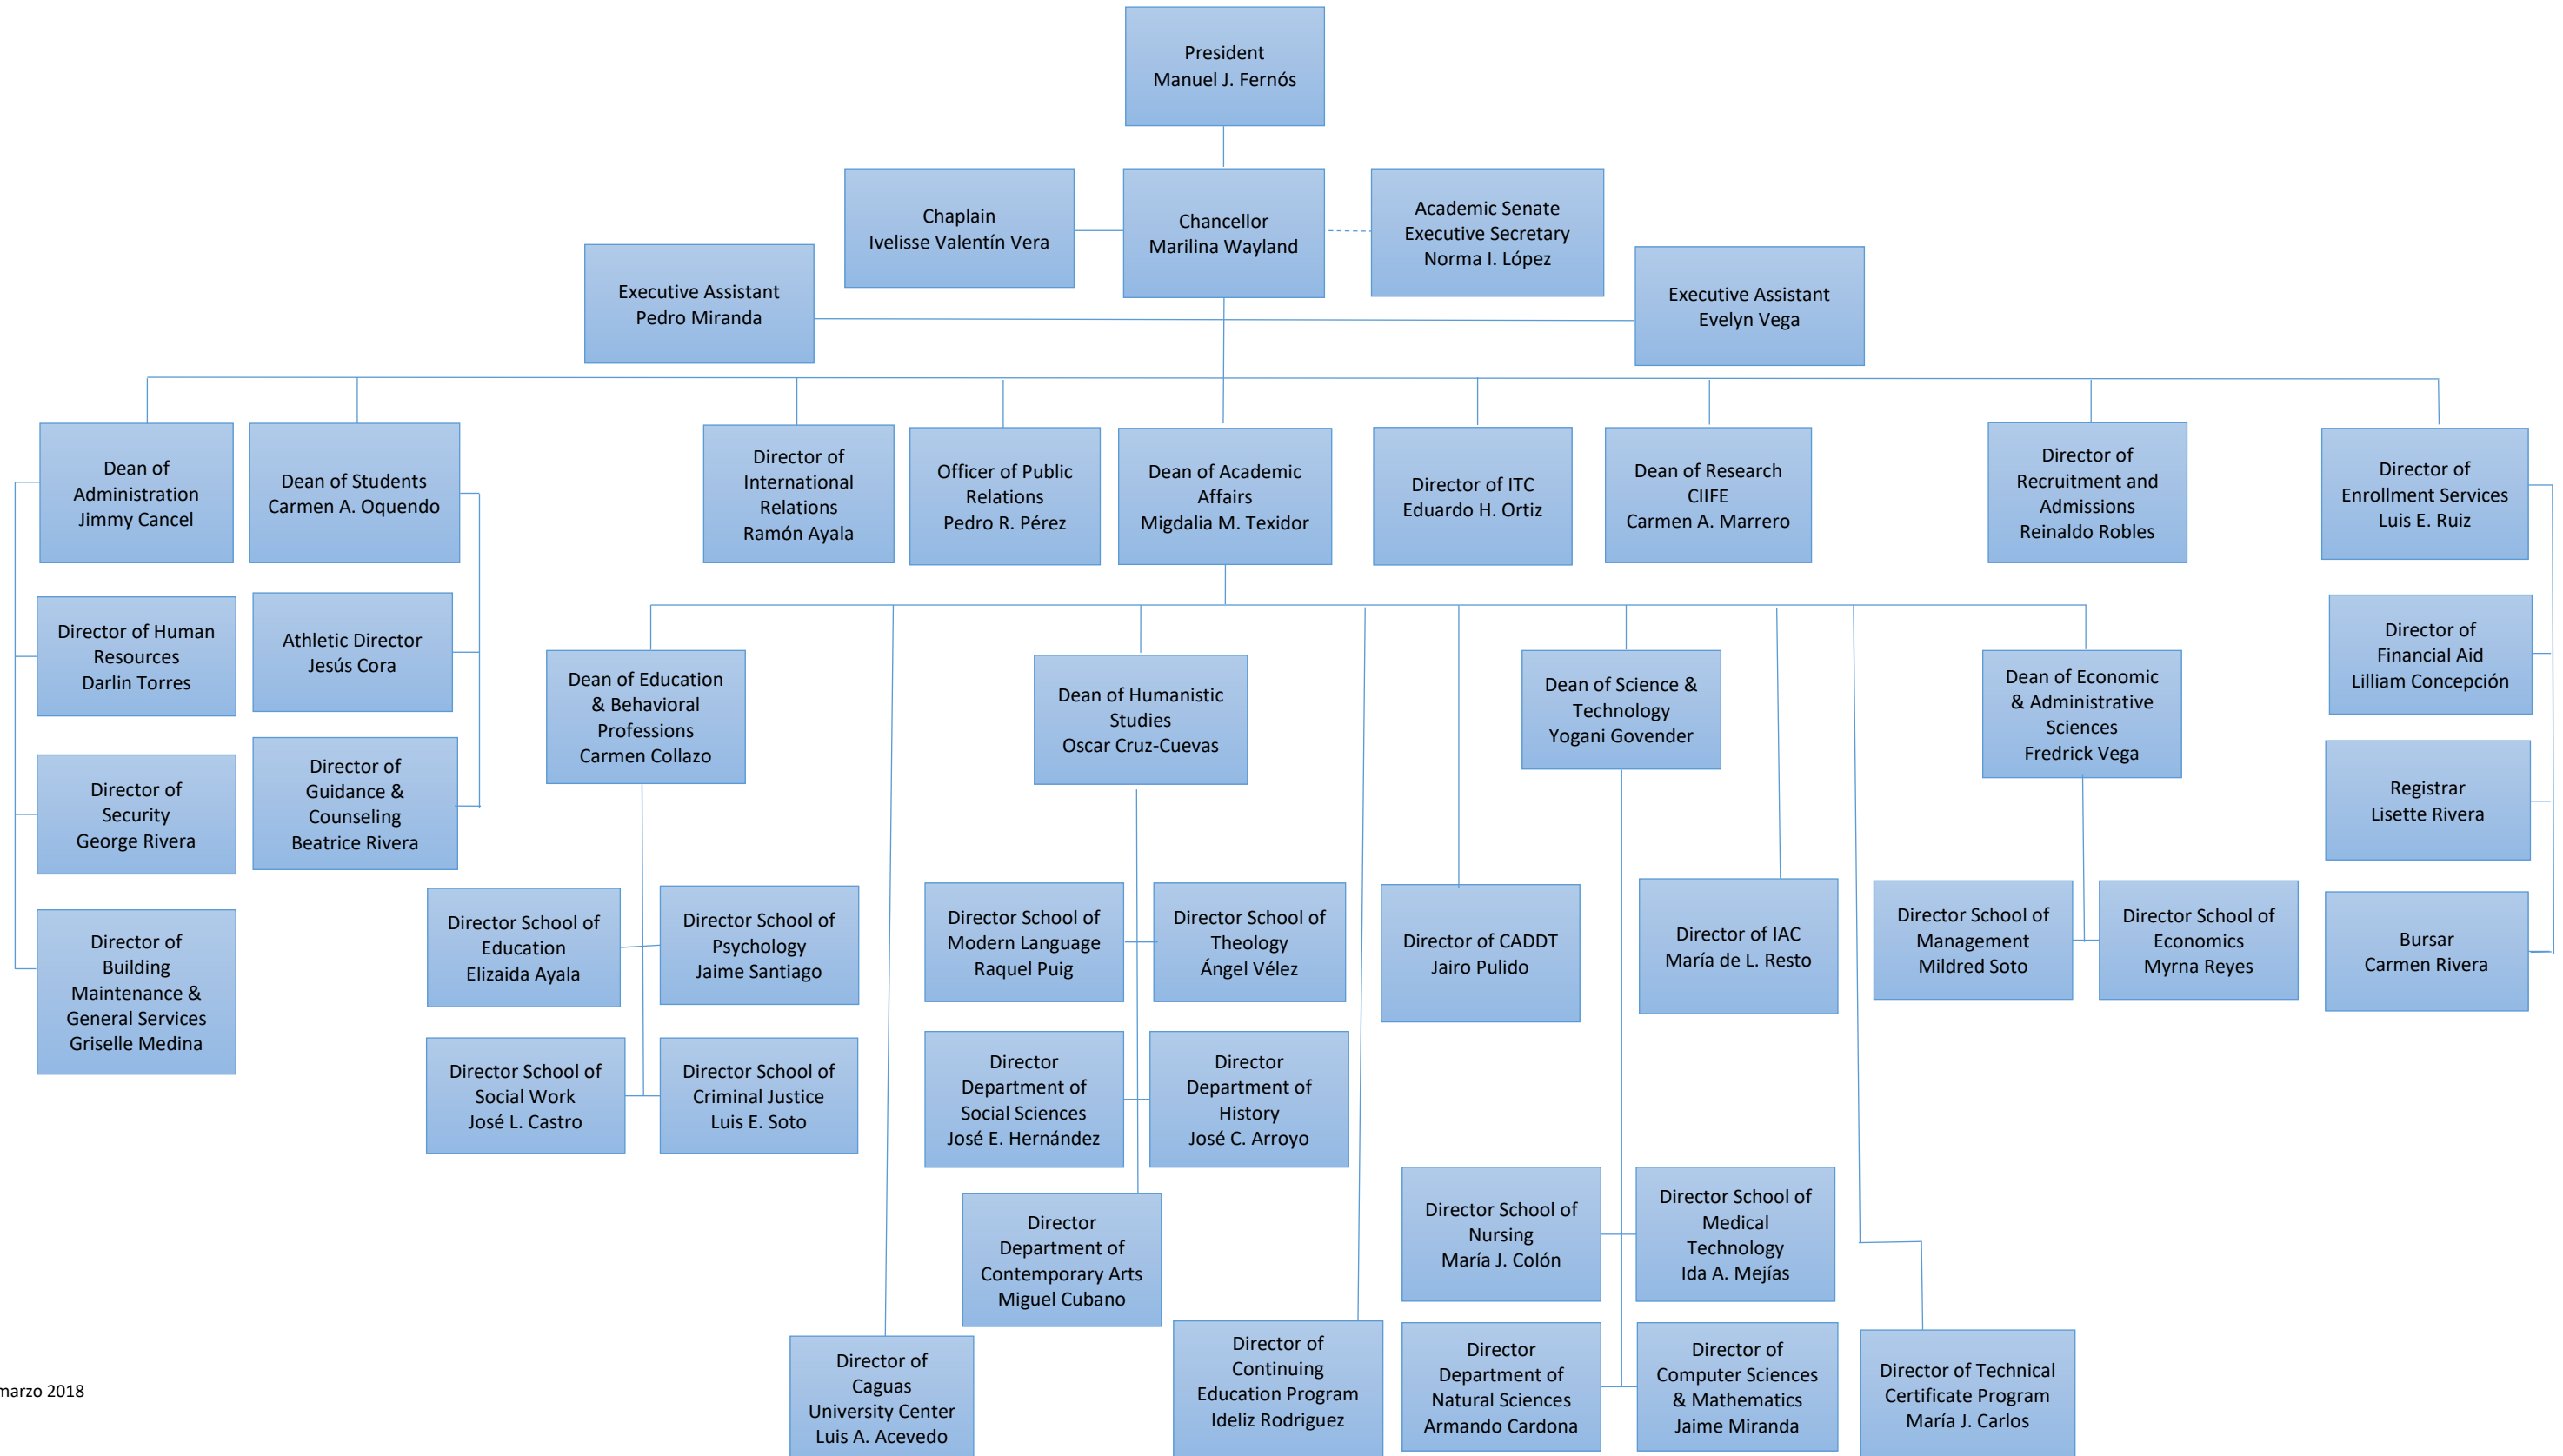 President
Manuel J. Fernós
Chaplain
Ivelisse Valentín Vera
Chancellor
Marilina Wayland
Academic Senate
Executive Secretary
Norma I. López
Executive Assistant
Pedro Miranda
Executive Assistant
Evelyn Vega
Dean of
Administration
Jimmy Cancel
Dean of Students
Carmen A. Oquendo
Director of
International
Relations
Ramón Ayala
Officer of Public
Relations
Pedro R. Pérez
Dean of Academic
Affairs
Migdalia M. Texidor
Director of ITC
Eduardo H. Ortiz
Dean of Research
CIIFE
Carmen A. Marrero
Director of
Recruitment and
Admissions
Reinaldo Robles
Director of
Enrollment Services
Luis E. Ruiz
Director of Human
Resources
Darlin Torres
Athletic Director
Jesús Cora
Dean of Education
& Behavioral
Professions
Carmen Collazo
Dean of Humanistic
Studies
Oscar Cruz-Cuevas
Dean of Science &
Technology
Yogani Govender
Dean of Economic
& Administrative
Sciences
Fredrick Vega
Director of
Financial Aid
Lilliam Concepción
Director of
Security
George Rivera
Director of
Guidance &
Counseling
Beatrice Rivera
Registrar
Lisette Rivera
Director of
Building
Maintenance &
General Services
Griselle Medina
Director School of
Education
Elizaida Ayala
Director School of
Psychology
Jaime Santiago
Director School of
Modern Language
Raquel Puig
Director School of
Theology
Ángel Vélez
Director of CADDT
Jairo Pulido
Director of IAC
María de L. Resto
Director School of
Management
Mildred Soto
Director School of
Economics
Myrna Reyes
Bursar
Carmen Rivera
Director School of
Social Work
José L. Castro
Director School of
Criminal Justice
Luis E. Soto
Director
Department of
Social Sciences
José E. Hernández
Director
Department of
History
José C. Arroyo
Director
Department of
Contemporary Arts
Miguel Cubano
Director School of
Nursing
María J. Colón
Director School of
Medical
Technology
Ida A. Mejías
Director of
Caguas
University Center
Luis A. Acevedo
Director of
Continuing
Education Program
Ideliz Rodriguez
Director
Department of
Natural Sciences
Armando Cardona
Director of
Computer Sciences
& Mathematics
Jaime Miranda
Director of Technical
Certificate Program
María J. Carlos
marzo 2018